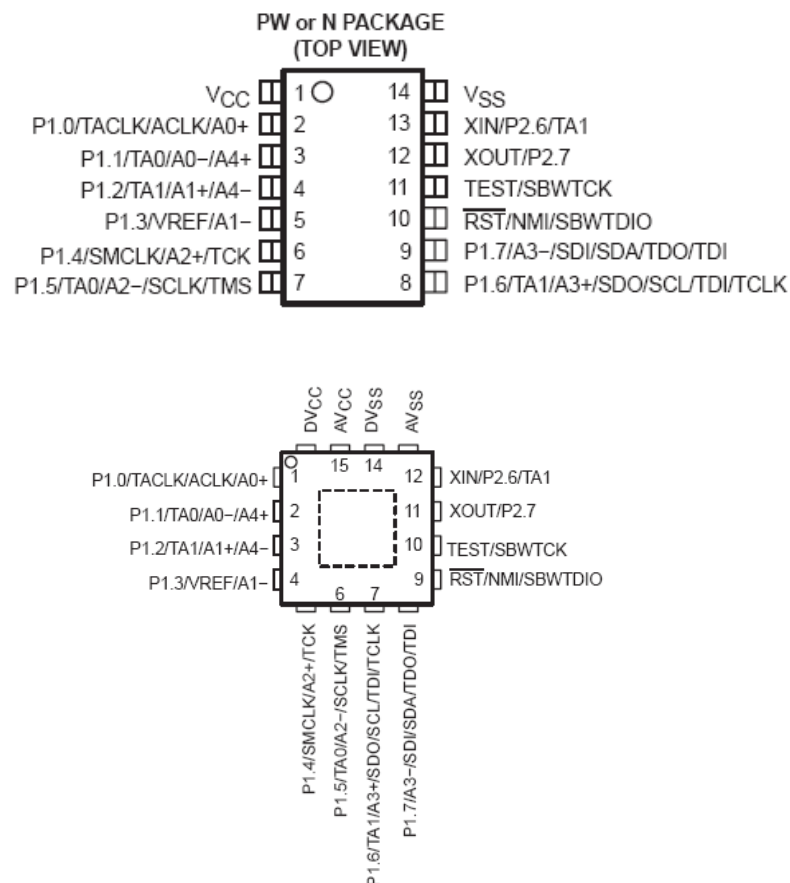 PW or N PACKAGE
(TOP VIEW)
VCC 1 14 VSS
P1.0/TACLK/ACLK/A0+ 2 13 XIN/P2.6/TA1
P1.1/TA0/A0−/A4+ 3 12 XOUT/P2.7
P1.2/TA1/A1+/A4− 4 11 TEST/SBWTCK
P1.3/VREF/A1− 5 10 RST/NMI/SBWTDIO
P1.4/SMCLK/A2+/TCK 6 9 P1.7/A3−/SDI/SDA/TDO/TDI
P1.5/TA0/A2−/SCLK/TMS 7 8 P1.6/TA1/A3+/SDO/SCL/TDI/TCLK
DVCC AVCC DVSS AVSS
15 14
P1.0/TACLK/ACLK/A0+ 1 12 XIN/P2.6/TA1
P1.1/TA0/A0−/A4+ 2 11 XOUT/P2.7
P1.2/TA1/A1+/A4− 3 10 TEST/SBWTCK
P1.3/VREF/A1− 4 9 RST/NMI/SBWTDIO
6 7
P1.4/SMCLK/A2+/TCK
P1.5/TA0/A2−/SCLK/TMS
P1.6/TA1/A3+/SDO/SCL/TDI/TCLK
P1.7/A3−/SDI/SDA/TDO/TDI